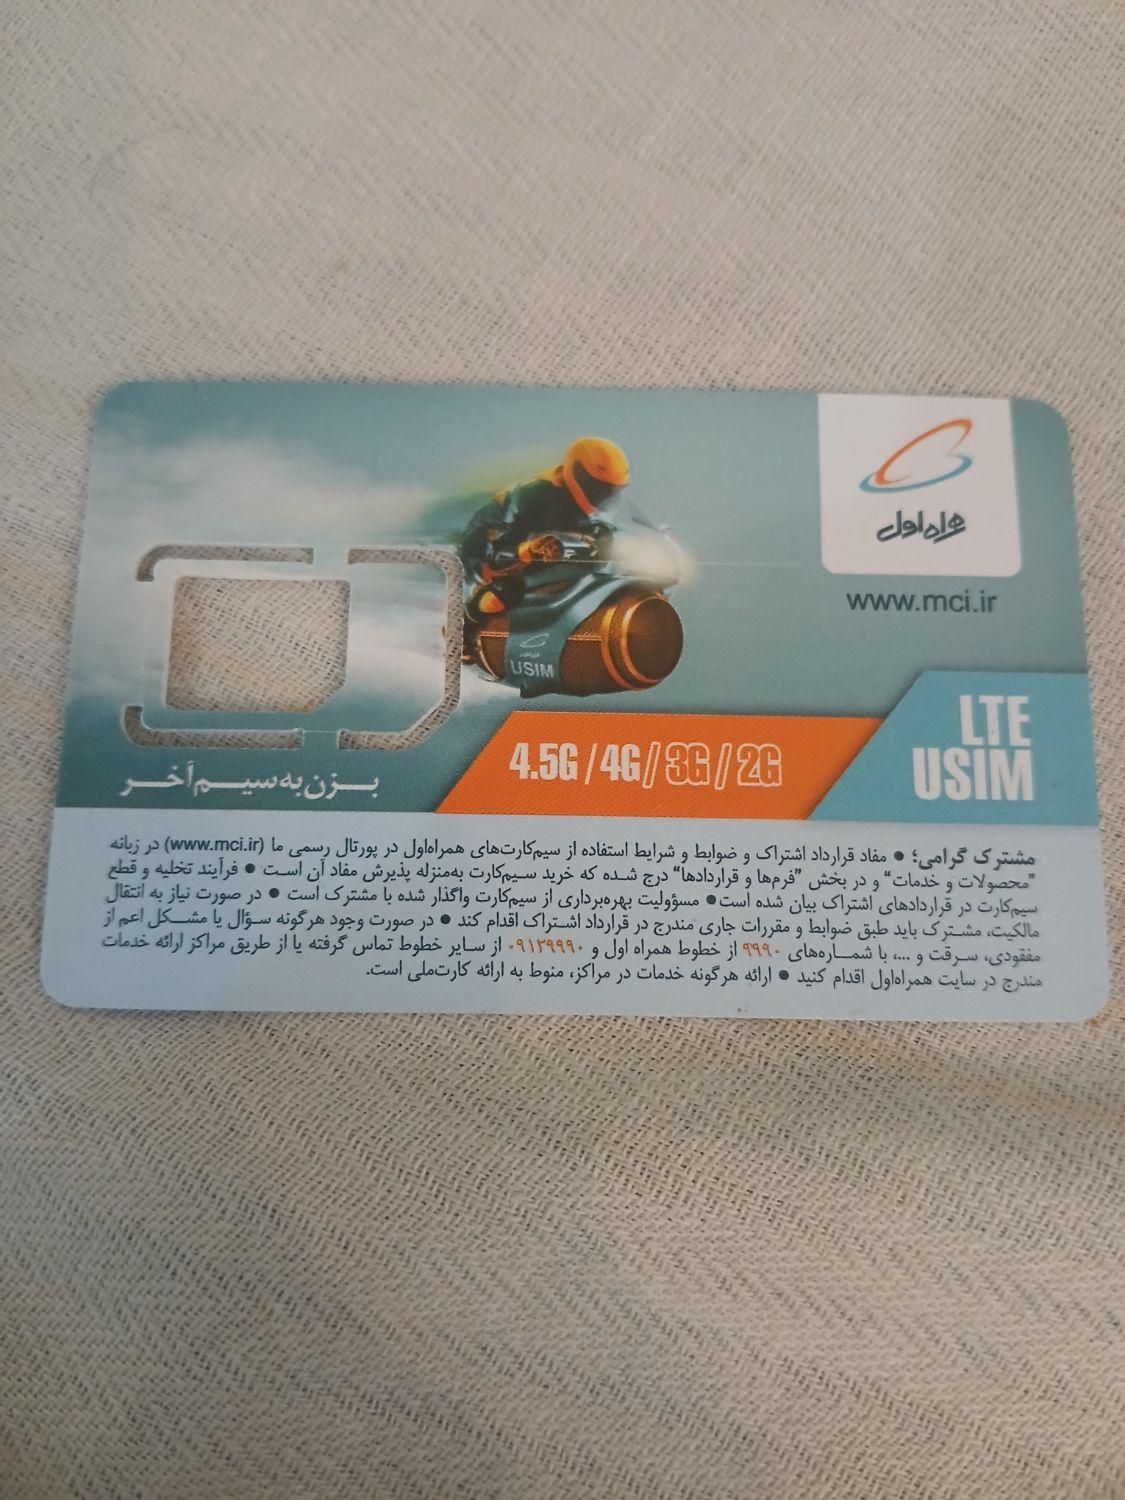 همراه اول
www.mci.ir
USIM
LTE
USIM
4.5G / 4G / 3G / 2G
بزن به سیم آخر
مشترک گرامی؛ ● مفاد قرارداد اشتراک و ضوابط و شرایط استفاده از سیم‌کارت‌های همراه‌اول در پورتال رسمی ما (www.mci.ir) در زبانه
"محصولات و خدمات" و در بخش "فرم‌ها و قراردادها" درج شده که خرید سیم‌کارت به‌منزله پذیرش مفاد آن است ● فرآیند تخلیه و قطع
سیم‌کارت در قراردادهای اشتراک بیان شده است● مسؤولیت بهره‌برداری از سیم‌کارت واگذار شده با مشترک است ● در صورت نیاز به انتقال
مالکیت، مشترک باید طبق ضوابط و مقررات جاری مندرج در قرارداد اشتراک اقدام کند ● در صورت وجود هرگونه سؤال یا مشکل اعم از
مفقودی، سرقت و ...، با شماره‌های ۹۹۹۰ از خطوط همراه اول و ۰۹۱۲۹۹۹۰ از سایر خطوط تماس گرفته یا از طریق مراکز ارائه خدمات
مندرج در سایت همراه‌اول اقدام کنید ● ارائه هرگونه خدمات در مراکز، منوط به ارائه کارت‌ملی است.